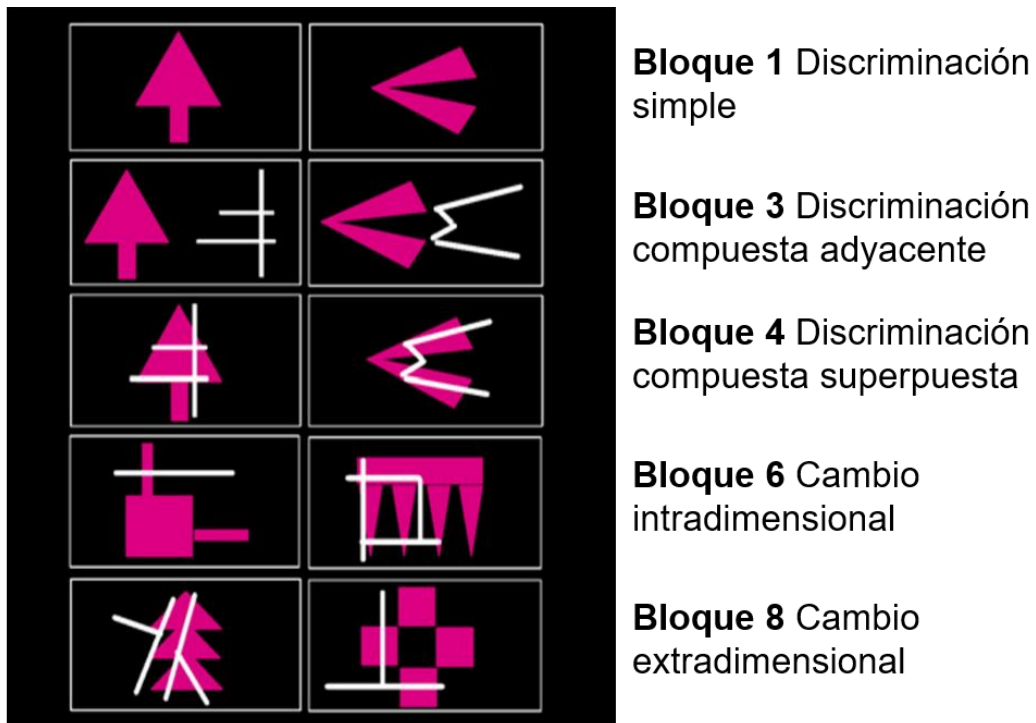 Bloque 1 Discriminación
simple
Bloque 3 Discriminación
compuesta adyacente
Bloque 4 Discriminación
compuesta superpuesta
Bloque 6 Cambio
intradimensional
Bloque 8 Cambio
extradimensional